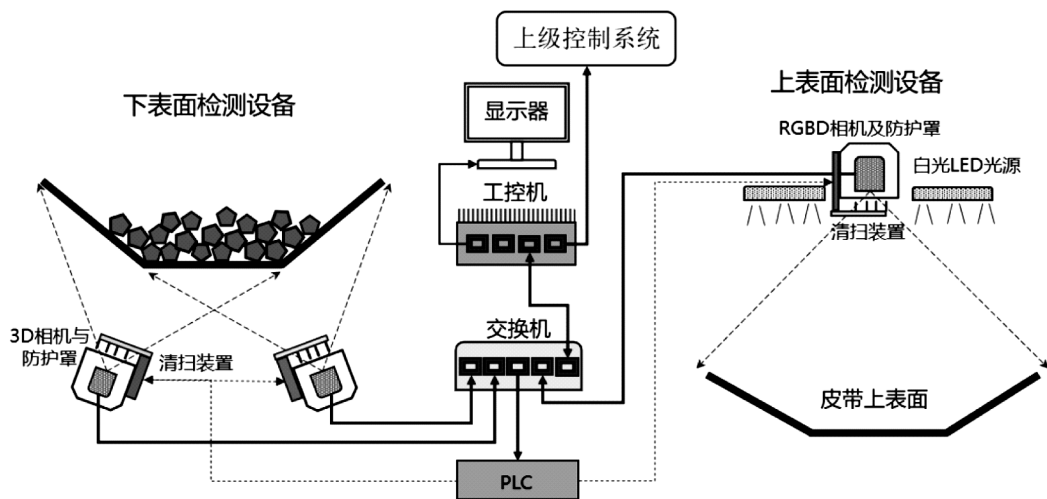 上级控制系统
下表面检测设备
显示器
上表面检测设备
RGBD相机及防护罩
白光LED光源
工控机
清扫装置
3D相机与
防护罩
清扫装置
交换机
皮带上表面
PLC